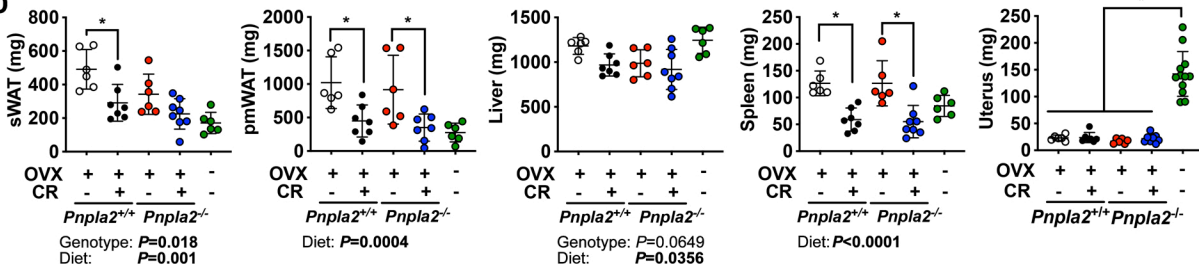 sWAT (mg)
800
600
400
200
0
*
OVX + + + + -
CR - + - +
Pnpla2+/+ Pnpla2-/-
Genotype: P=0.018
Diet: P=0.001
pmWAT (mg)
2000
1500
1000
500
0
* *
+ + + + -
- + - +
Pnpla2+/+ Pnpla2-/-
Diet: P=0.0004
Liver (mg)
1500
1000
500
0
OVX + + + + -
CR - + - +
Pnpla2+/+ Pnpla2-/-
Genotype: P=0.0649
Diet: P=0.0356
Spleen (mg)
250
200
150
100
50
0
* *
OVX + + + + -
CR - + - +
Pnpla2+/+ Pnpla2-/-
Diet: P<0.0001
Uterus (mg)
250
200
150
100
50
0
OVX + + + + -
CR - + - +
Pnpla2+/+ Pnpla2-/-